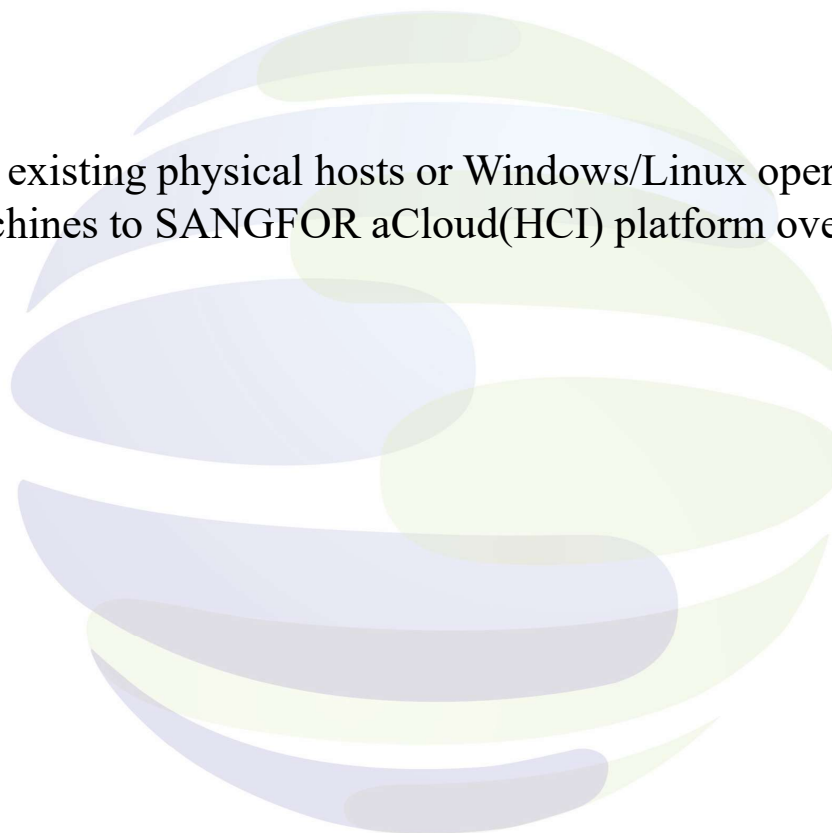 existing physical hosts or Windows/Linux oper
chines to SANGFOR aCloud(HCI) platform ove